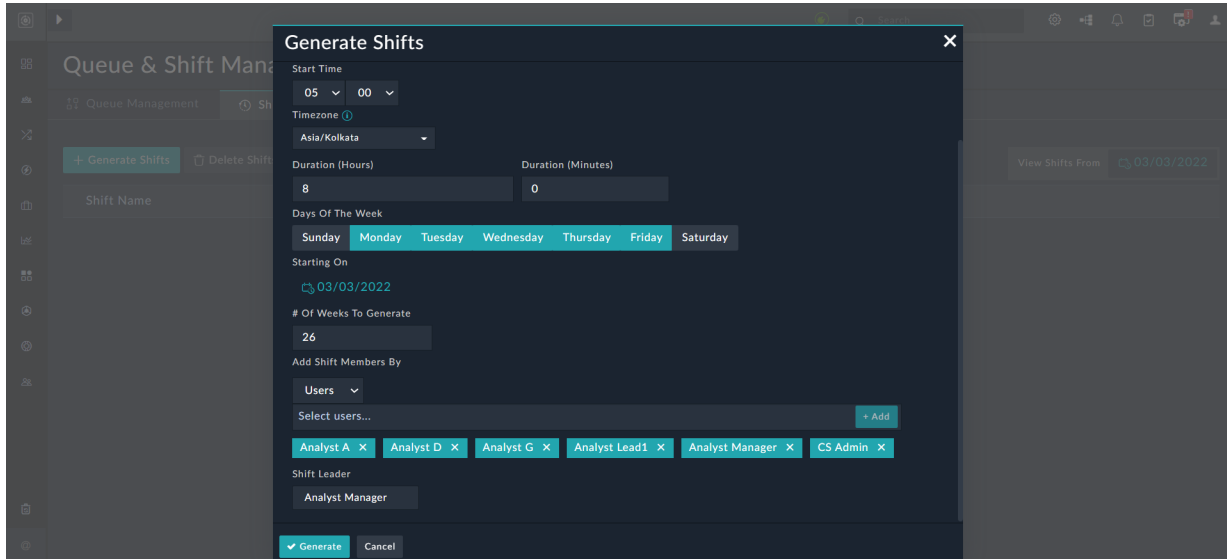 Search
Generate Shifts
Queue & Shift Mana
Start Time
05 00
Queue Management
Sh
Timezone
Asia/Kolkata
+ Generate Shifts
Delete Shift
View Shifts From
03/03/2022
Duration (Hours)
Duration (Minutes)
8
0
Shift Name
Days Of The Week
Sunday Monday Tuesday Wednesday Thursday Friday Saturday
Starting On
03/03/2022
# Of Weeks To Generate
26
Add Shift Members By
Users
Select users...
+ Add
Analyst A × Analyst D × Analyst G × Analyst Lead1 × Analyst Manager × CS Admin ×
Shift Leader
Analyst Manager
Generate
Cancel